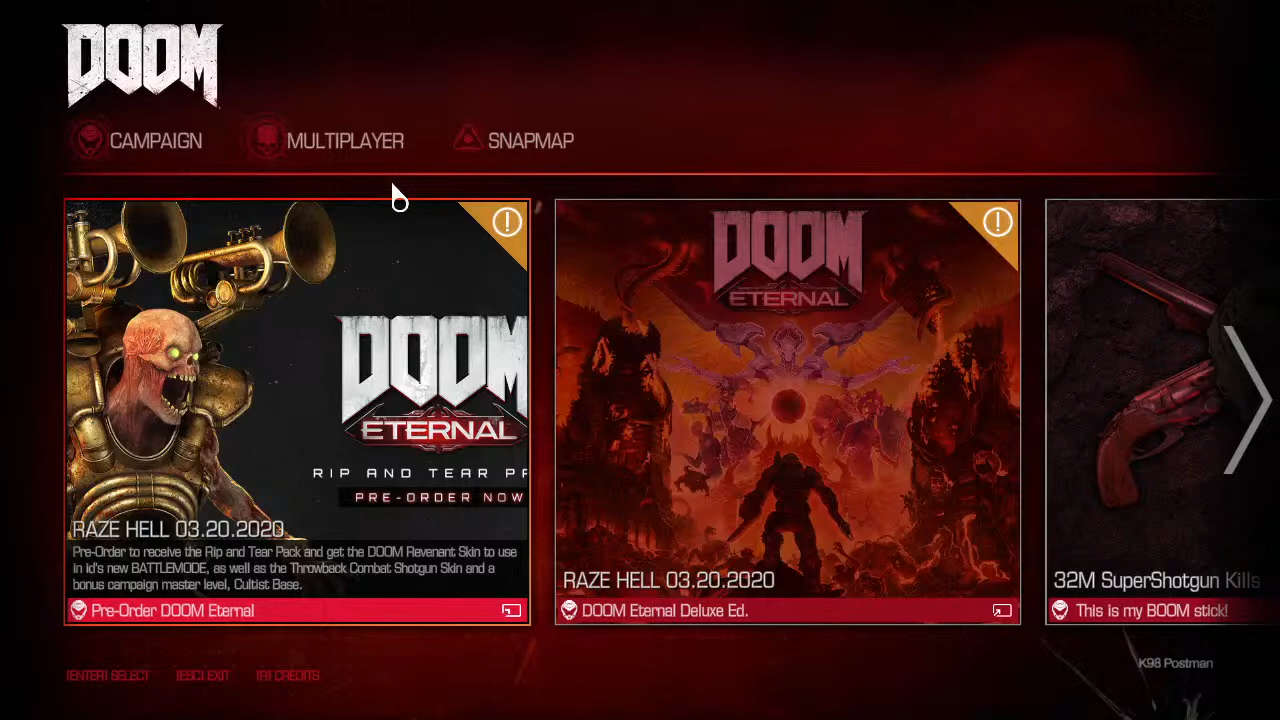 DOOM
CAMPAIGN MULTIPLAYER SNAPMAP
DOOM
ETERNAL
RIP AND TEAR
PRE-ORDER NOW
RAZE HELL 03.20.2020
Pre-Order to receive the Rip and Tear Pack and get the DOOM Revenant Skin to use
in id's new BATTLEMODE, as well as the Throwback Combat Shotgun Skin and a
bonus campaign master level, Cultist Base.
Pre-Order DOOM Eternal
DOOM
ETERNAL
RAZE HELL 03.20.2020
DOOM Eternal Deluxe Ed.
32M SuperShotgun Kills
This is my BOOM stick!
[ENTER] SELECT [ESC] EXIT [R] CREDITS
K98 Postman